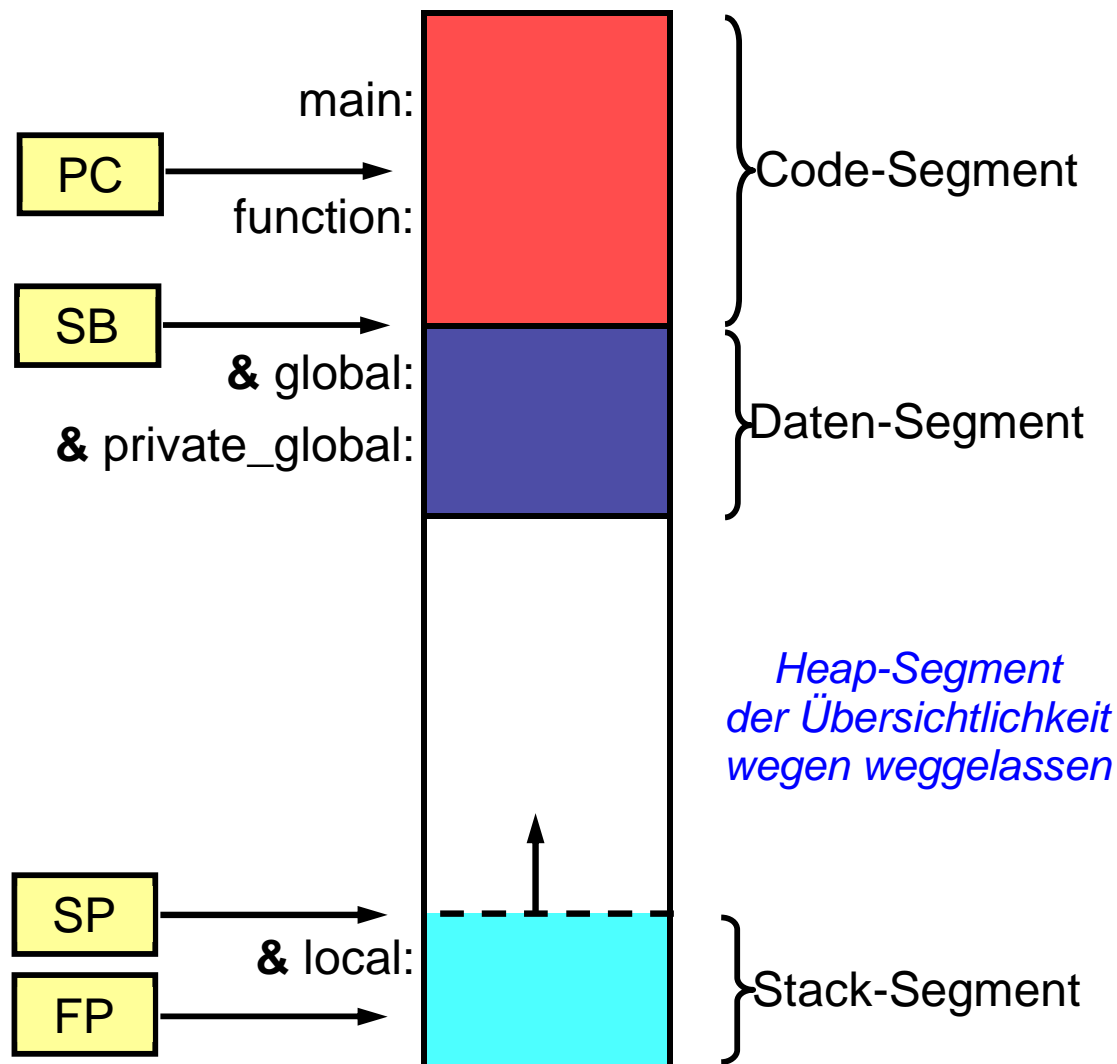 main:
PC
Code-Segment
function:
SB
& global:
Daten-Segment
& private_global:
Heap-Segment
der Übersichtlichkeit
wegen weggelassen
SP
& local:
Stack-Segment
FP